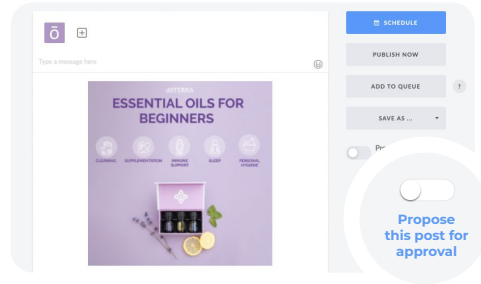 ō
Type a message here
dōTERRA
ESSENTIAL OILS FOR
BEGINNERS
CLEANING
SUPPLEMENTATION
IMMUNE
SUPPORT
SLEEP
PERSONAL
HYGIENE
SCHEDULE
PUBLISH NOW
ADD TO QUEUE
?
SAVE AS ...
Propose
this post for
approval